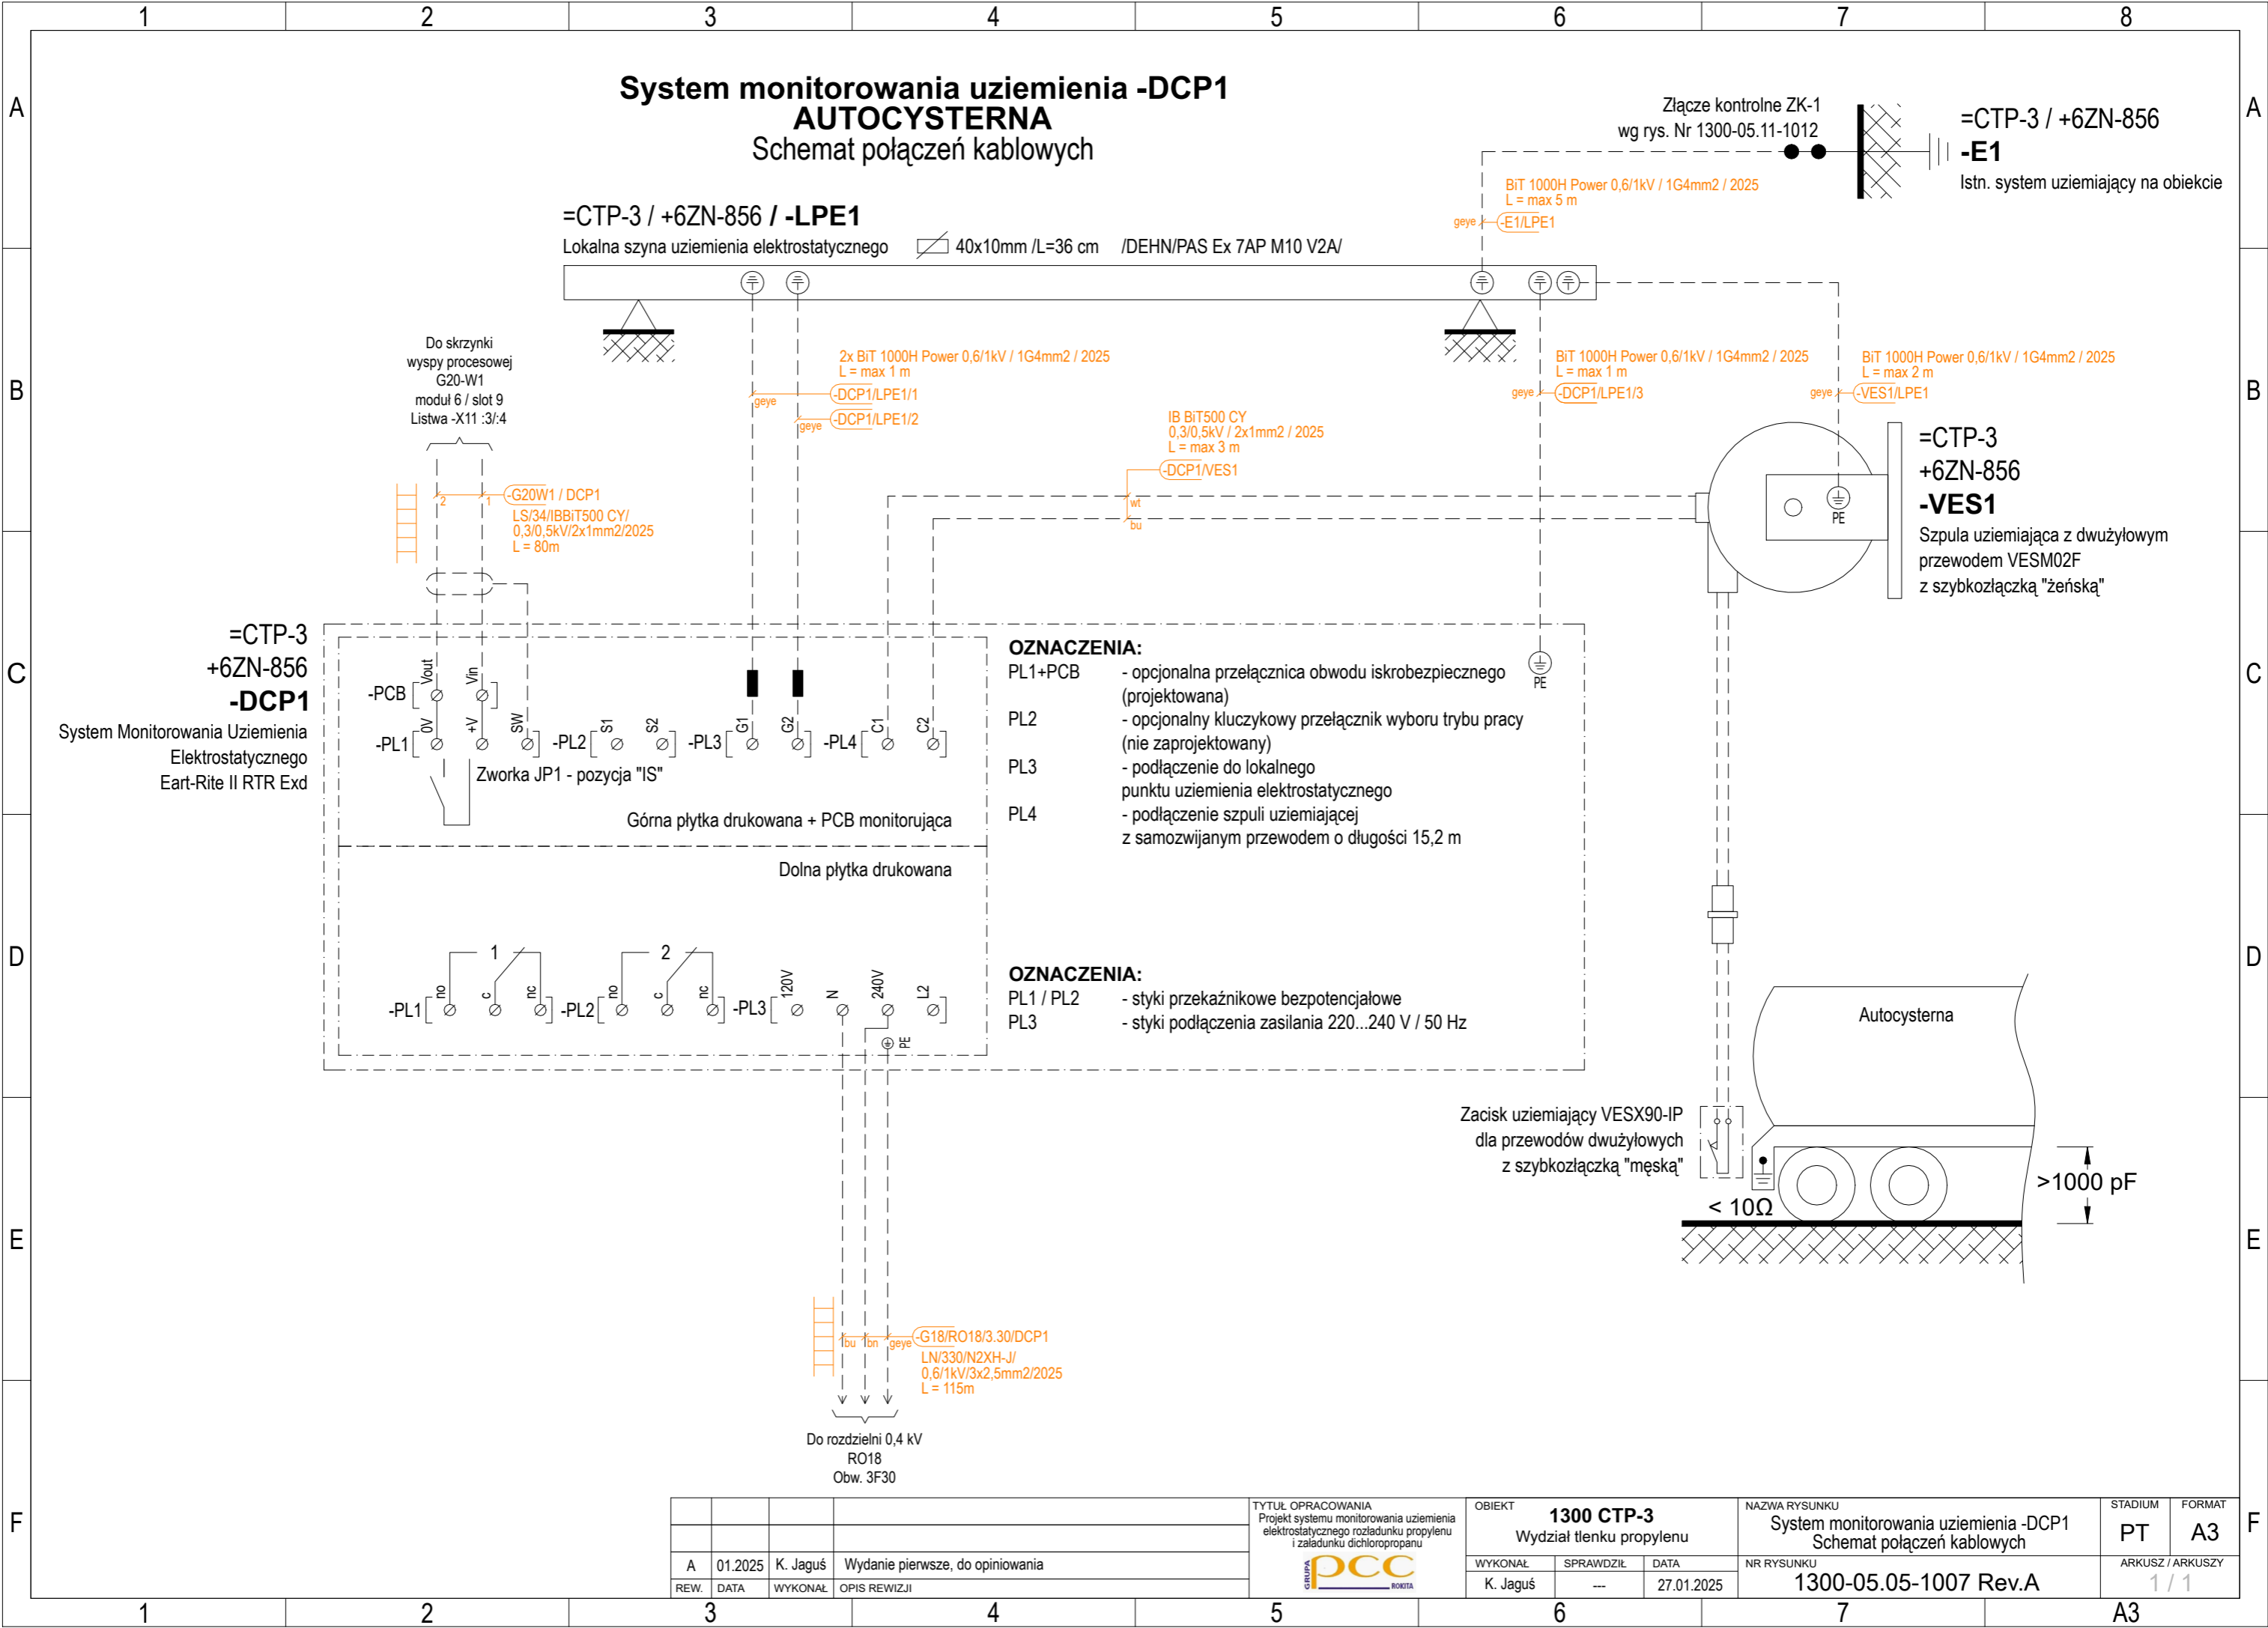 1 2 3 4 5 6 7 8
A
B
C
D
E
F
System monitorowania uziemienia -DCP1
AUTOCYSTERNA
Schemat połączeń kablowych
Złącze kontrolne ZK-1
wg rys. Nr 1300-05.11-1012
=CTP-3 / +6ZN-856
-E1
Istn. system uziemiający na obiekcie
BiT 1000H Power 0,6/1kV / 1G4mm2 / 2025
L = max 5 m
geye
-E1/LPE1
=CTP-3 / +6ZN-856 / -LPE1
Lokalna szyna uziemienia elektrostatycznego 40x10mm /L=36 cm /DEHN/PAS Ex 7AP M10 V2A/
Do skrzynki
wyspy procesowej
G20-W1
moduł 6 / slot 9
Listwa -X11 :3/:4
2x BiT 1000H Power 0,6/1kV / 1G4mm2 / 2025
L = max 1 m
geye
-DCP1/LPE1/1
geye
-DCP1/LPE1/2
BiT 1000H Power 0,6/1kV / 1G4mm2 / 2025
L = max 1 m
geye
-DCP1/LPE1/3
BiT 1000H Power 0,6/1kV / 1G4mm2 / 2025
L = max 2 m
geye
-VES1/LPE1
IB BiT500 CY
0,3/0,5kV / 2x1mm2 / 2025
L = max 3 m
-DCP1/VES1
wt
bu
2
1
-G20W1 / DCP1
LS/34/IBBiT500 CY/
0,3/0,5kV/2x1mm2/2025
L = 80m
PE
=CTP-3
+6ZN-856
-VES1
Szpula uziemiająca z dwużyłowym
przewodem VESM02F
z szybkozłączką "żeńską"
=CTP-3
+6ZN-856
-DCP1
System Monitorowania Uziemienia
Elektrostatycznego
Eart-Rite II RTR Exd
-PCB Vout Vin
-PL1 0V +V SW
-PL2 S1 S2
-PL3 G1 G2
-PL4 C1 C2
Zworka JP1 - pozycja "IS"
Górna płytka drukowana + PCB monitorująca
Dolna płytka drukowana
PE
OZNACZENIA:
PL1+PCB - opcjonalna przełącznica obwodu iskrobezpiecznego
(projektowana)
PL2 - opcjonalny kluczykowy przełącznik wyboru trybu pracy
(nie zaprojektowany)
PL3 - podłączenie do lokalnego
punktu uziemienia elektrostatycznego
PL4 - podłączenie szpuli uziemiającej
z samozwijanym przewodem o długości 15,2 m
1
-PL1 no c nc
2
-PL2 no c nc
-PL3 120V N 240V L2
PE
OZNACZENIA:
PL1 / PL2 - styki przekaźnikowe bezpotencjałowe
PL3 - styki podłączenia zasilania 220...240 V / 50 Hz
Autocysterna
Zacisk uziemiający VESX90-IP
dla przewodów dwużyłowych
z szybkozłączką "męską"
< 10Ω
>1000 pF
bu bn geye
-G18/RO18/3.30/DCP1
LN/330/N2XH-J/
0,6/1kV/3x2,5mm2/2025
L = 115m
Do rozdzielni 0,4 kV
RO18
Obw. 3F30
A 01.2025 K. Jaguś Wydanie pierwsze, do opiniowania
REW. DATA WYKONAŁ OPIS REWIZJI
TYTUŁ OPRACOWANIA
Projekt systemu monitorowania uziemienia
elektrostatycznego rozładunku propylenu
i załadunku dichloropropanu
GRUPA pcc ROKITA
OBIEKT
1300 CTP-3
Wydział tlenku propylenu
WYKONAŁ SPRAWDZIŁ DATA
K. Jaguś --- 27.01.2025
NAZWA RYSUNKU
System monitorowania uziemienia -DCP1
Schemat połączeń kablowych
NR RYSUNKU
1300-05.05-1007 Rev.A
STADIUM FORMAT
PT A3
ARKUSZ / ARKUSZY
1 / 1
A
B
C
D
E
F
1 2 3 4 5 6 7 A3